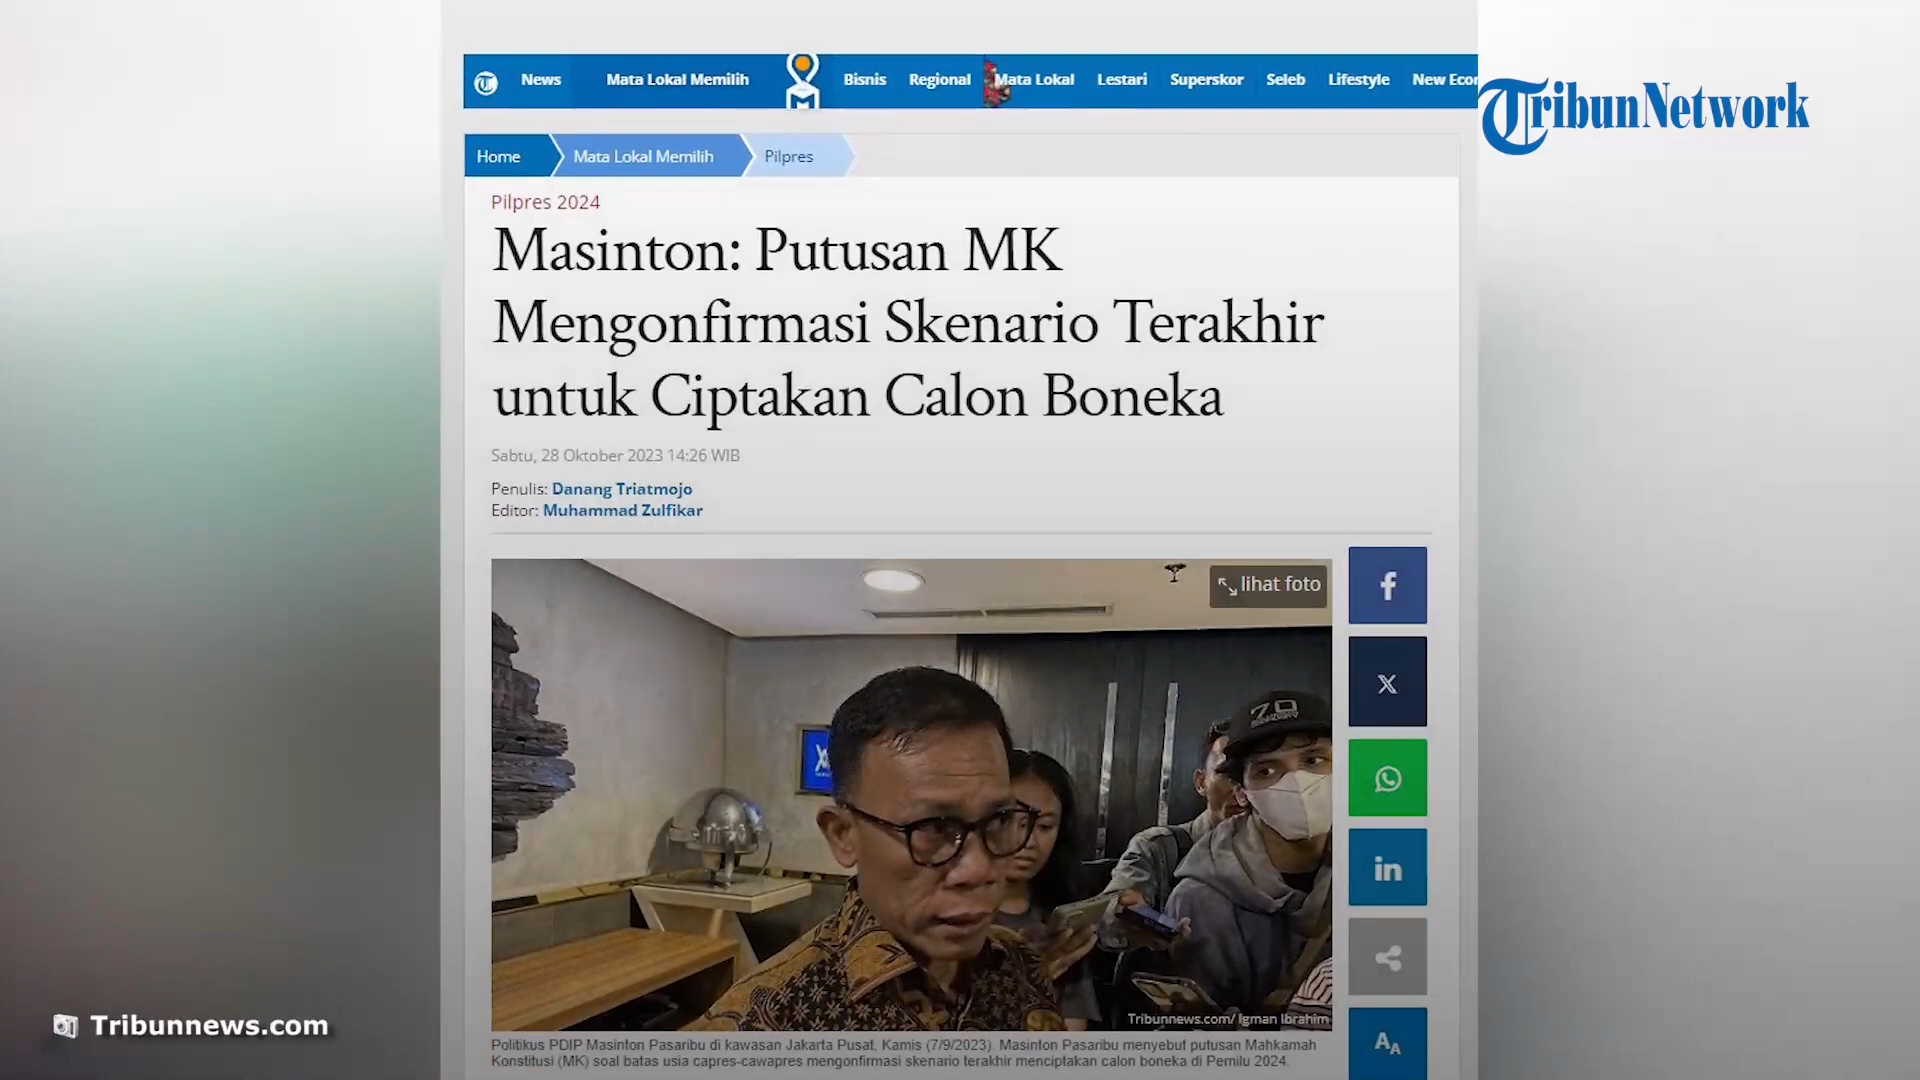 News Mata Lokal Memilih Bisnis Regional Mata Lokal Lestari Superskor Seleb Lifestyle New Econ
TribunNetwork
Home Mata Lokal Memilih Pilpres
Pilpres 2024
Masinton: Putusan MK
Mengonfirmasi Skenario Terakhir
untuk Ciptakan Calon Boneka
Sabtu, 28 Oktober 2023 14:26 WIB
Penulis: Danang Triatmojo
Editor: Muhammad Zulfikar
lihat foto
Tribunnews.com/ Igman Ibrahim
Politikus PDIP Masinton Pasaribu di kawasan Jakarta Pusat, Kamis (7/9/2023). Masinton Pasaribu menyebut putusan Mahkamah
Konstitusi (MK) soal batas usia capres-cawapres mengonfirmasi skenario terakhir menciptakan calon boneka di Pemilu 2024.
AA
Tribunnews.com